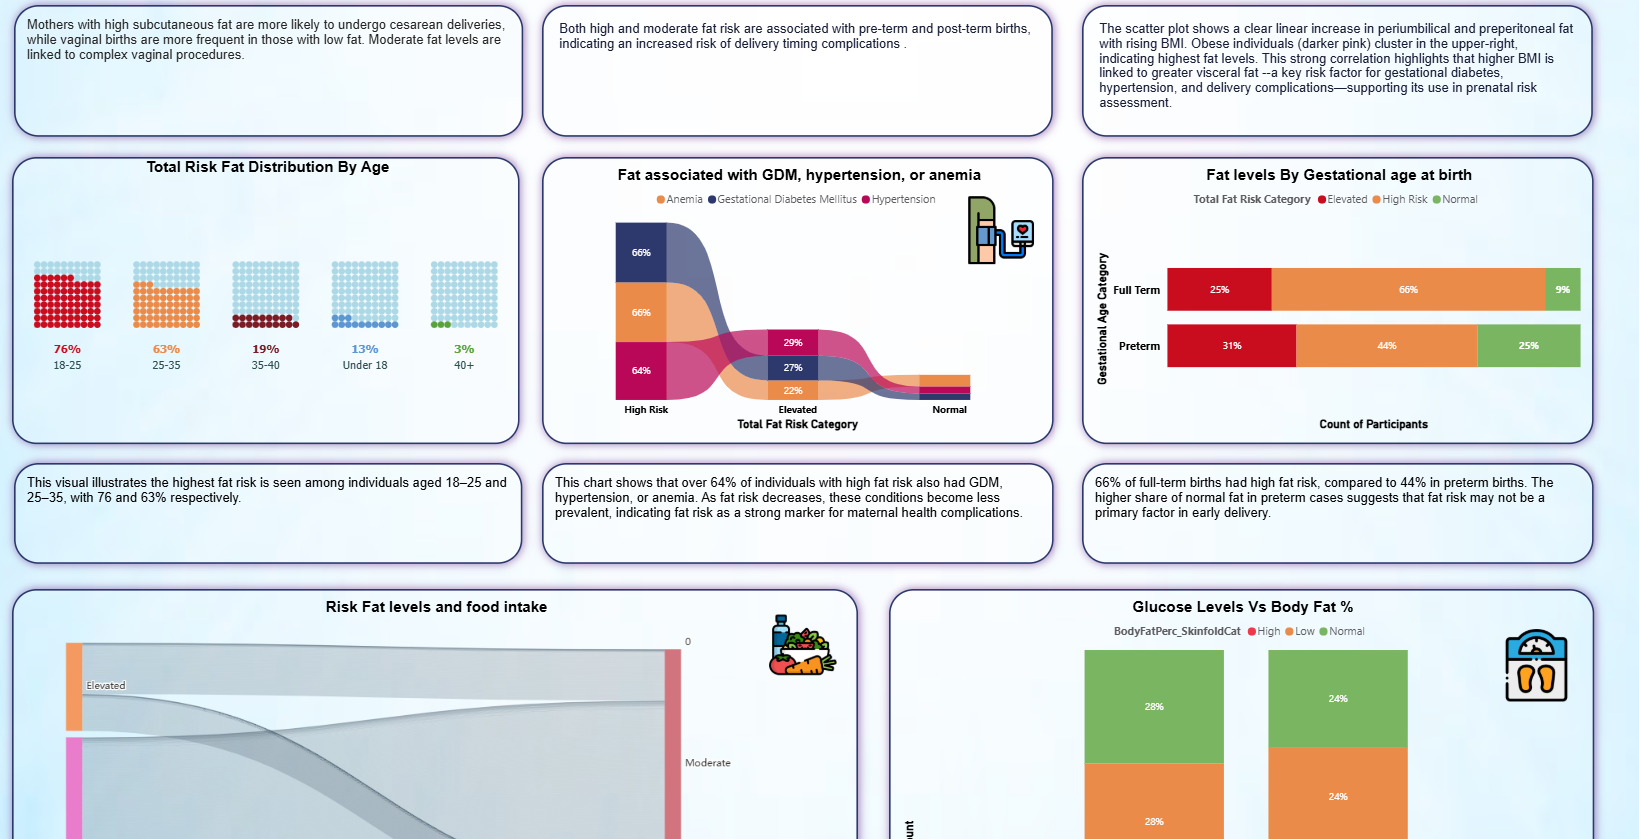 Mothers with high subcutaneous fat are more likely to undergo cesarean deliveries,
while vaginal births are more frequent in those with low fat. Moderate fat levels are
linked to complex vaginal procedures.
Both high and moderate fat risk are associated with pre-term and post-term births,
indicating an increased risk of delivery timing complications .
The scatter plot shows a clear linear increase in periumbilical and preperitoneal fat
with rising BMI. Obese individuals (darker pink) cluster in the upper-right,
indicating highest fat levels. This strong correlation highlights that higher BMI is
linked to greater visceral fat --a key risk factor for gestational diabetes,
hypertension, and delivery complications—supporting its use in prenatal risk
assessment.
Total Risk Fat Distribution By Age
76%
18-25
63%
25-35
19%
35-40
13%
Under 18
3%
40+
Fat associated with GDM, hypertension, or anemia
Anemia Gestational Diabetes Mellitus Hypertension
66%
66%
64%
29%
27%
22%
High Risk Elevated Normal
Total Fat Risk Category
Fat levels By Gestational age at birth
Total Fat Risk Category Elevated High Risk Normal
Gestational Age Category
Full Term 25% 66% 9%
Preterm 31% 44% 25%
Count of Participants
This visual illustrates the highest fat risk is seen among individuals aged 18–25 and
25–35, with 76 and 63% respectively.
This chart shows that over 64% of individuals with high fat risk also had GDM,
hypertension, or anemia. As fat risk decreases, these conditions become less
prevalent, indicating fat risk as a strong marker for maternal health complications.
66% of full-term births had high fat risk, compared to 44% in preterm births. The
higher share of normal fat in preterm cases suggests that fat risk may not be a
primary factor in early delivery.
Risk Fat levels and food intake
0
Elevated
Moderate
Glucose Levels Vs Body Fat %
BodyFatPerc_SkinfoldCat High Low Normal
28% 24%
28% 24%